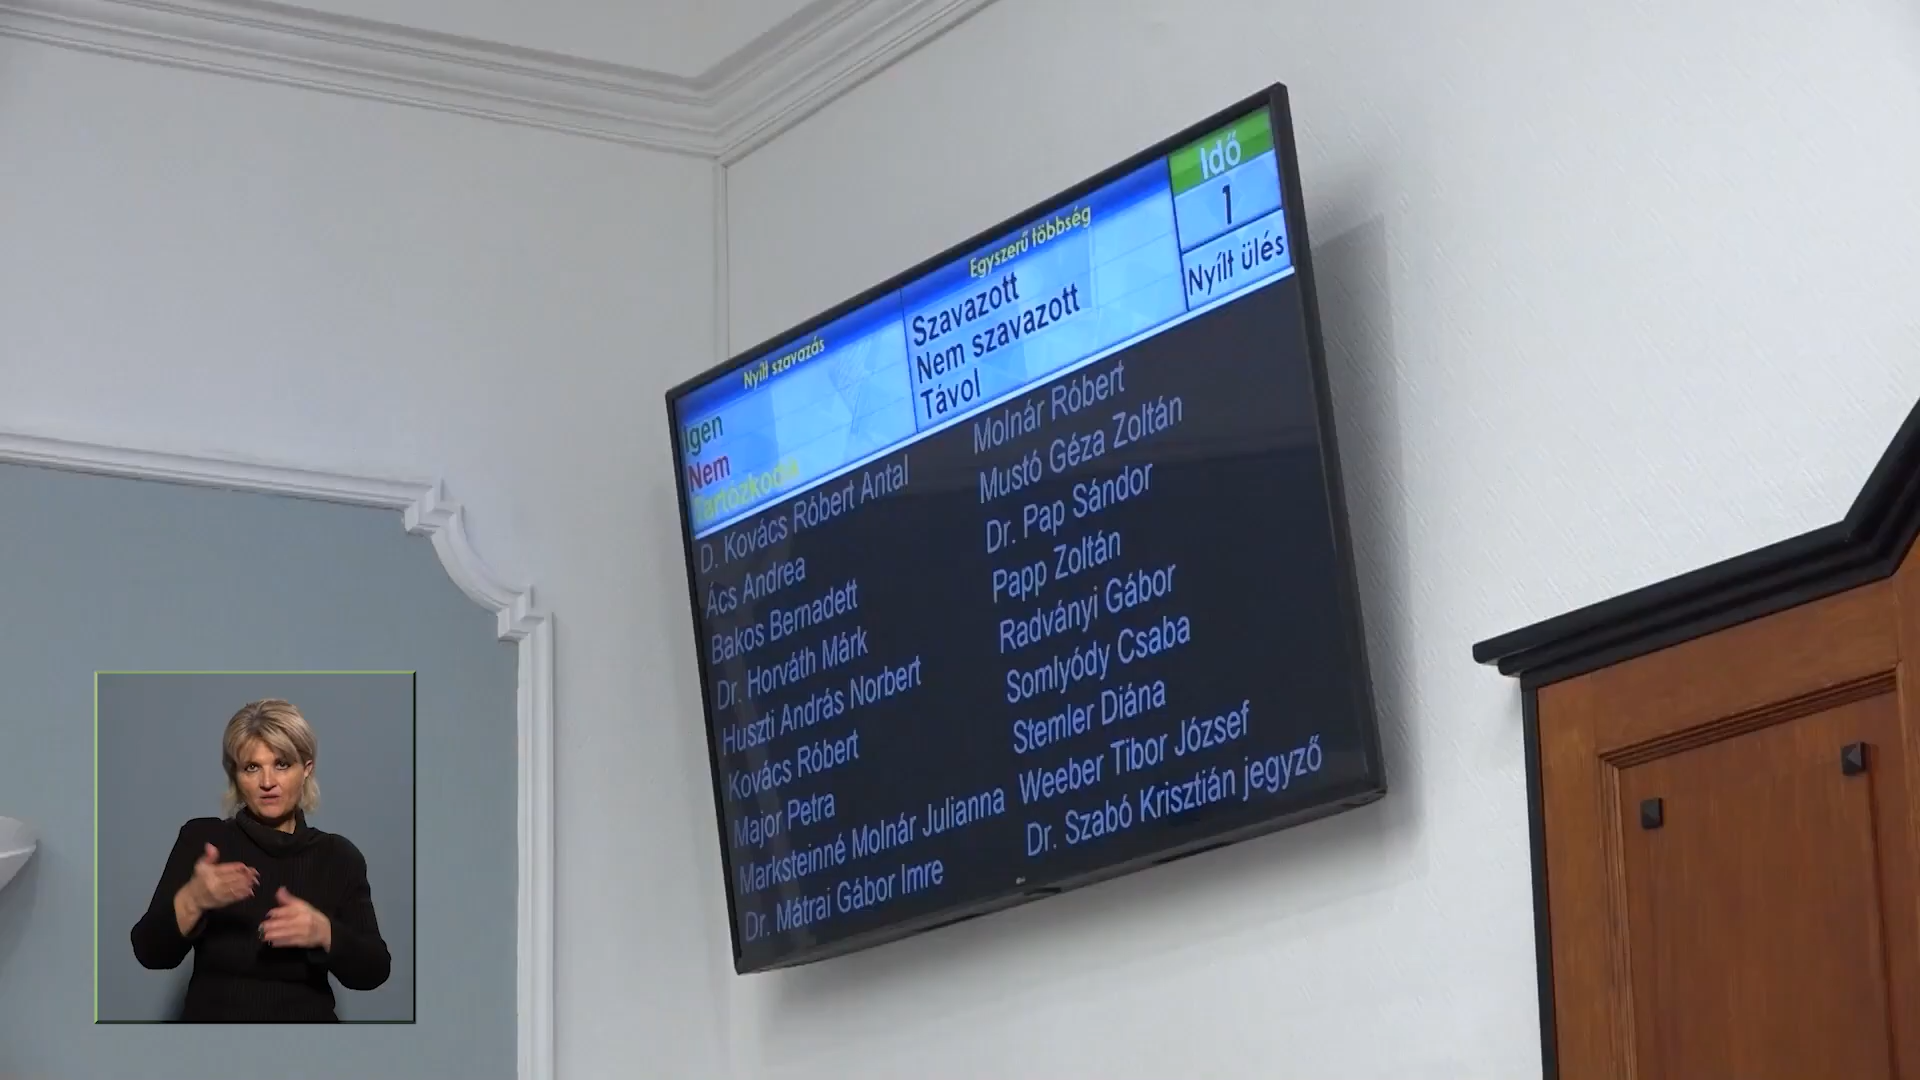 Nyílt szavazás
Igen
Nem
Tartózkodik
Egyszerű többség
Szavazott
Nem szavazott
Távol
Idő
1
Nyílt ülés
D. Kovács Róbert Antal
Ács Andrea
Bakos Bernadett
Dr. Horváth Márk
Huszti András Norbert
Kovács Róbert
Major Petra
Marksteinné Molnár Julianna
Dr. Mátrai Gábor Imre
Molnár Róbert
Mustó Géza Zoltán
Dr. Pap Sándor
Papp Zoltán
Radványi Gábor
Somlyódy Csaba
Stemler Diána
Weeber Tibor József
Dr. Szabó Krisztián jegyző